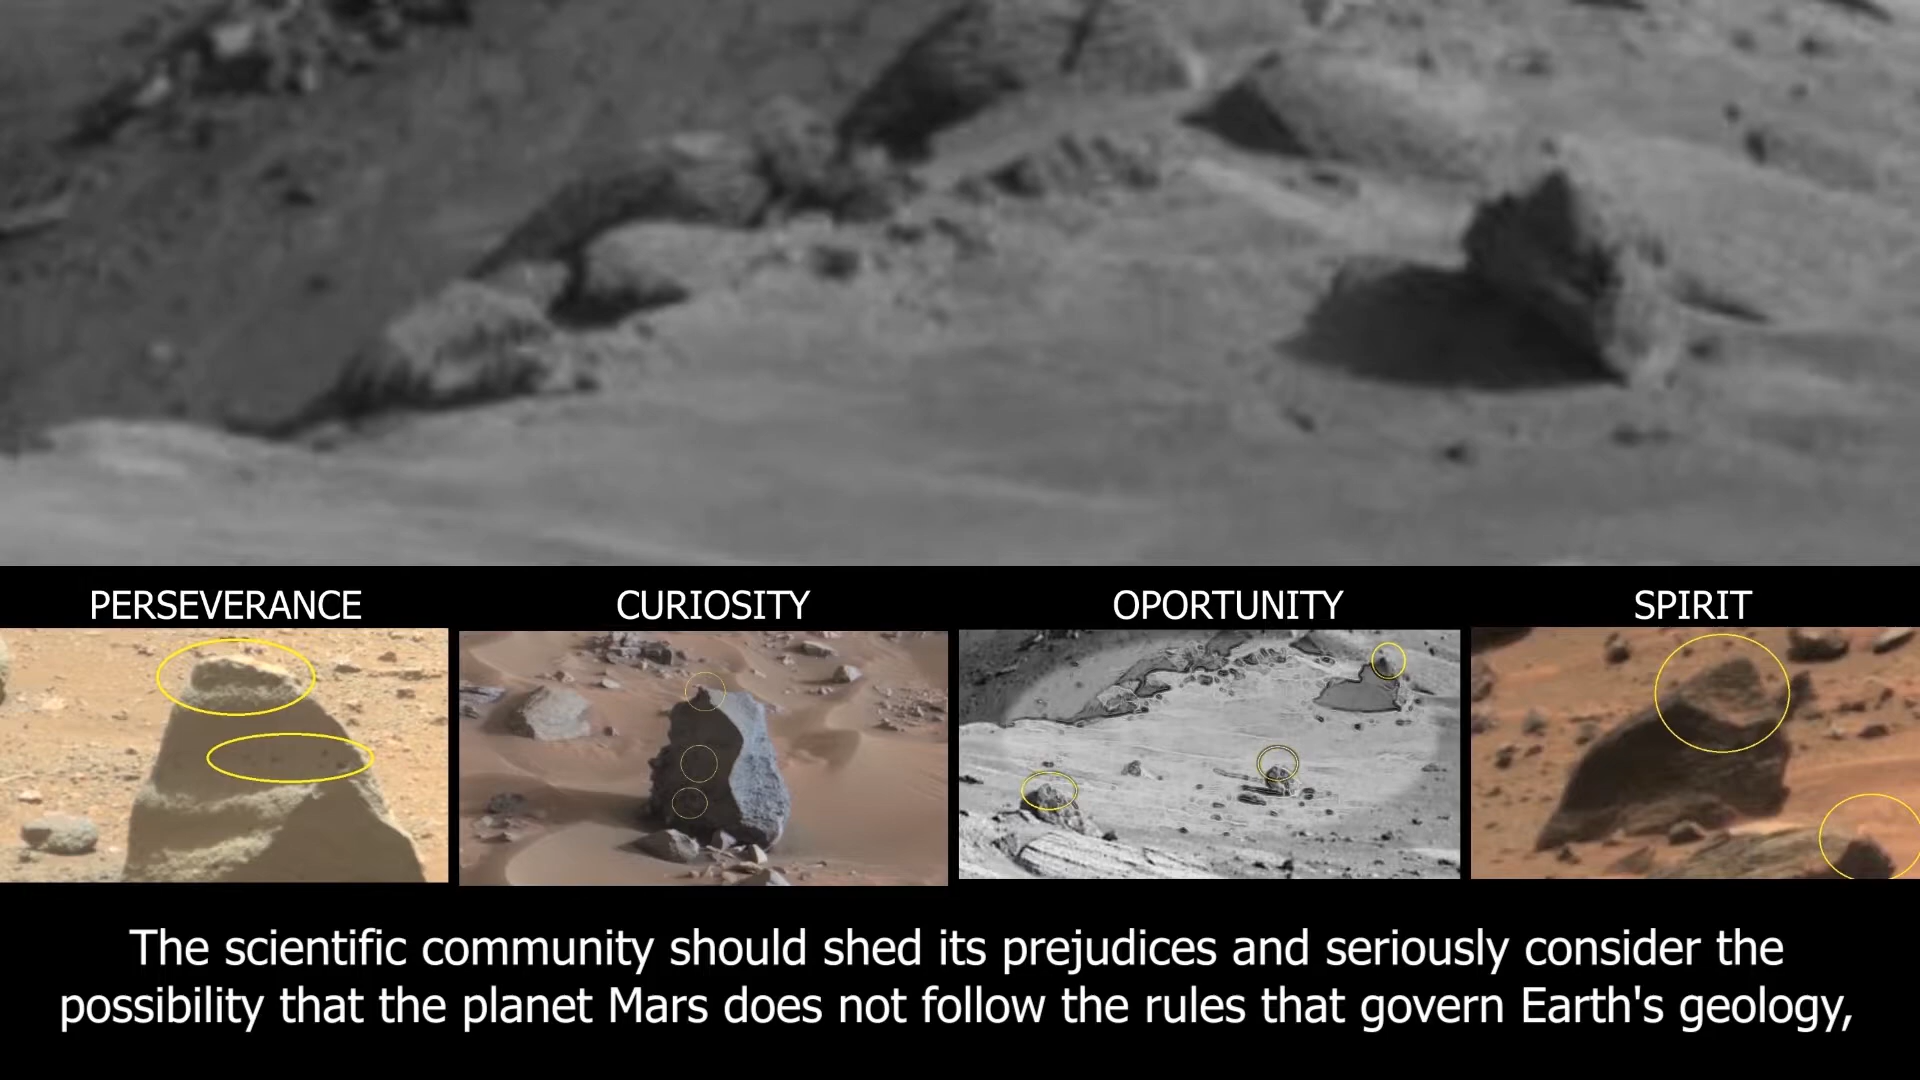 PERSEVERANCE
CURIOSITY
OPORTUNITY
SPIRIT
The scientific community should shed its prejudices and seriously consider the
possibility that the planet Mars does not follow the rules that govern Earth's geology,